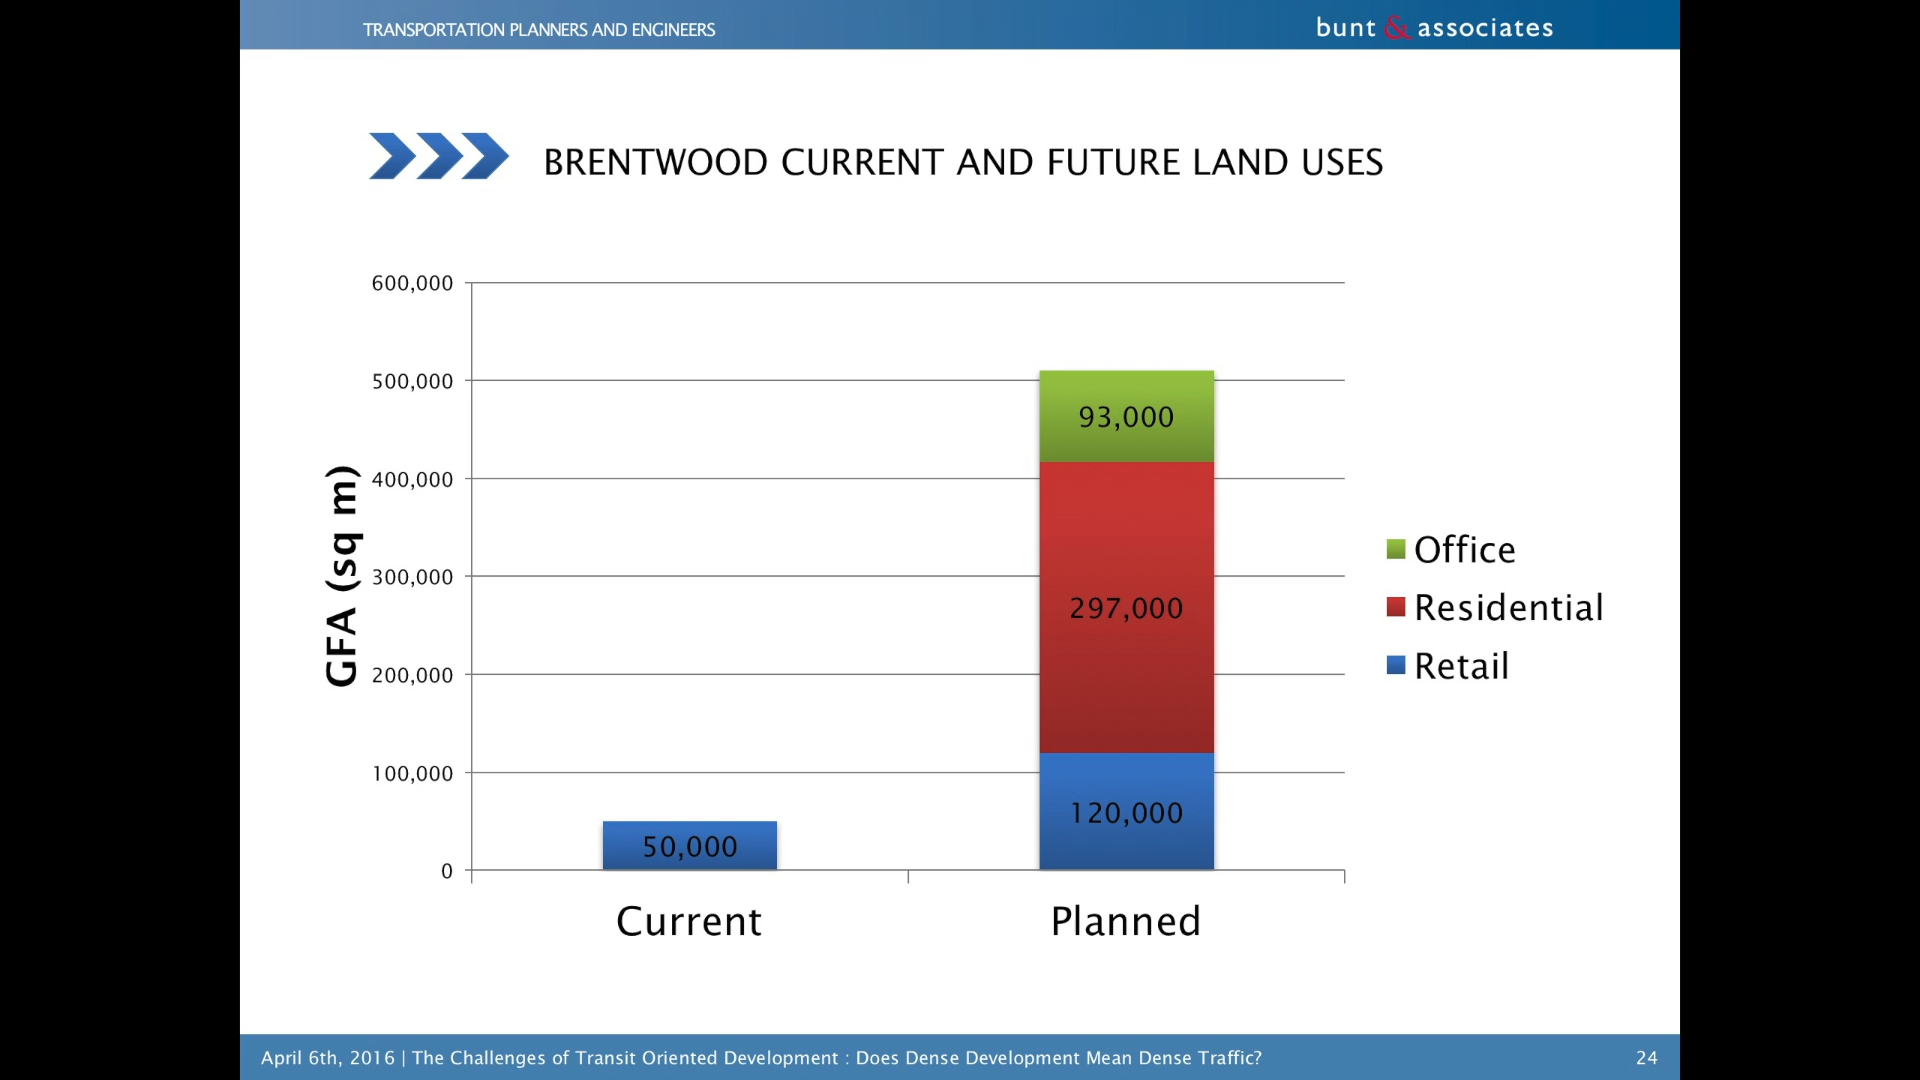 TRANSPORTATION PLANNERS AND ENGINEERS
bunt & associates
BRENTWOOD CURRENT AND FUTURE LAND USES
600,000
500,000
400,000
300,000
200,000
100,000
0
GFA (sq m)
50,000
93,000
297,000
120,000
Office
Residential
Retail
Current
Planned
April 6th, 2016 | The Challenges of Transit Oriented Development : Does Dense Development Mean Dense Traffic?
24